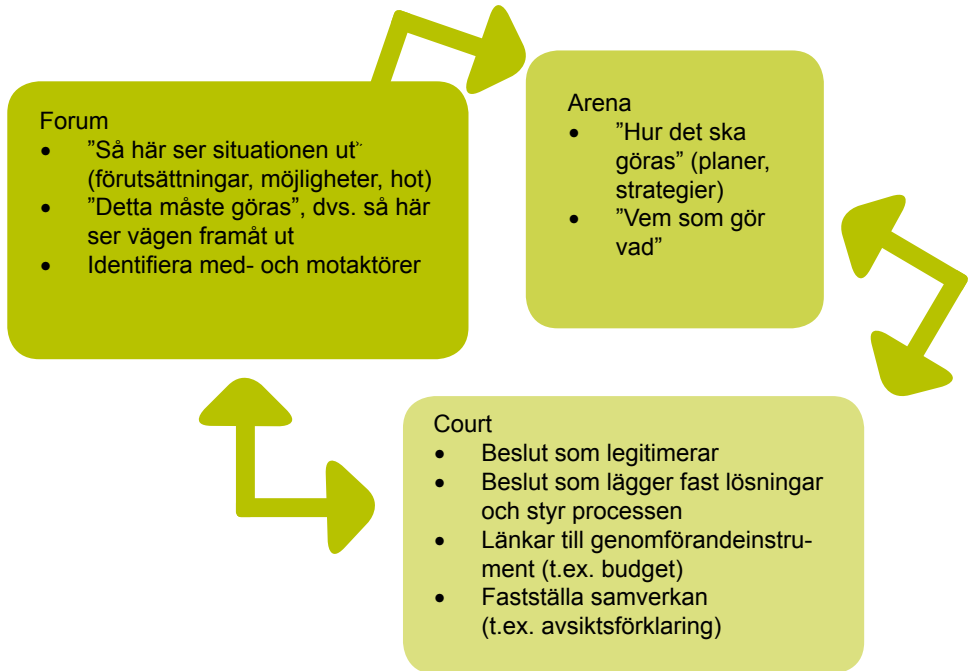 Forum
• ”Så här ser situationen ut”
(förutsättningar, möjligheter, hot)
• ”Detta måste göras”, dvs. så här
ser vägen framåt ut
• Identifiera med- och motaktörer
Arena
• ”Hur det ska
göras” (planer,
strategier)
• ”Vem som gör
vad”
Court
• Beslut som legitimerar
• Beslut som lägger fast lösningar
och styr processen
• Länkar till genomförandeinstru-
ment (t.ex. budget)
• Fastställa samverkan
(t.ex. avsiktsförklaring)